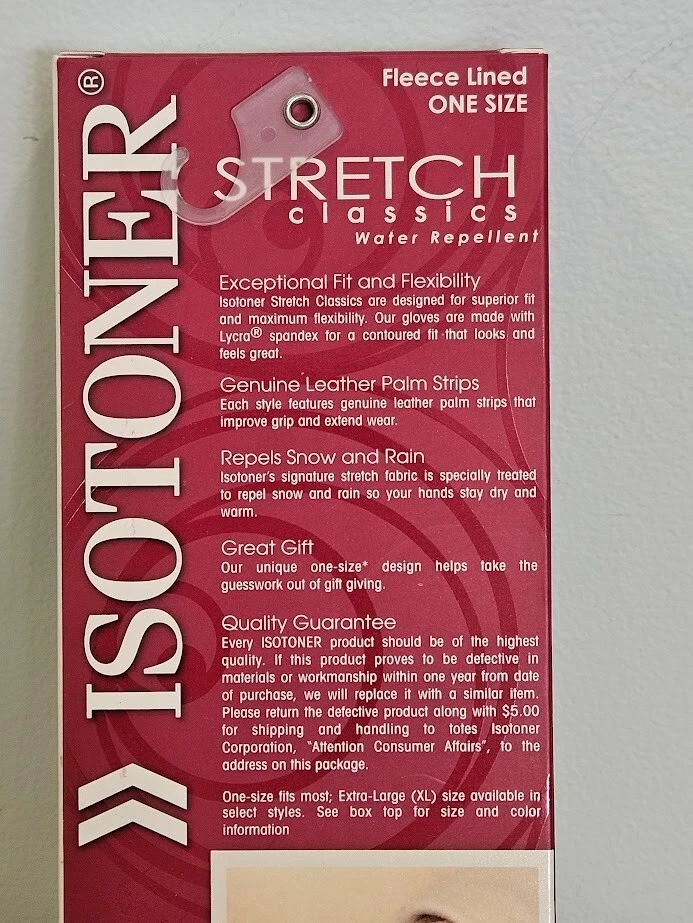 ISOTONER®
Fleece Lined
ONE SIZE
STRETCH
classics
Water Repellent
Exceptional Fit and Flexibility
Isotoner Stretch Classics are designed for superior fit
and maximum flexibility. Our gloves are made with
Lycra® spandex for a contoured fit that looks and
feels great.
Genuine Leather Palm Strips
Each style features genuine leather palm strips that
improve grip and extend wear.
Repels Snow and Rain
Isotoner's signature stretch fabric is specially treated
to repel snow and rain so your hands stay dry and
warm.
Great Gift
Our unique one-size* design helps take the
guesswork out of gift giving.
Quality Guarantee
Every ISOTONER product should be of the highest
quality. If this product proves to be defective in
materials or workmanship within one year from date
of purchase, we will replace it with a similar item.
Please return the defective product along with $5.00
for shipping and handling to totes Isotoner
Corporation, "Attention Consumer Affairs", to the
address on this package.
One-size fits most; Extra-Large (XL) size available in
select styles. See box top for size and color
information